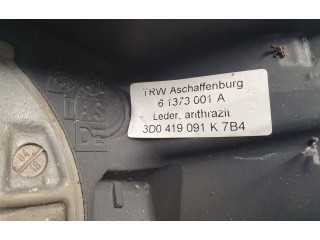 TRW Aschaffenburg
6 1373 001 A
Leder, anthrazit
3D0 419 091 K 7B4